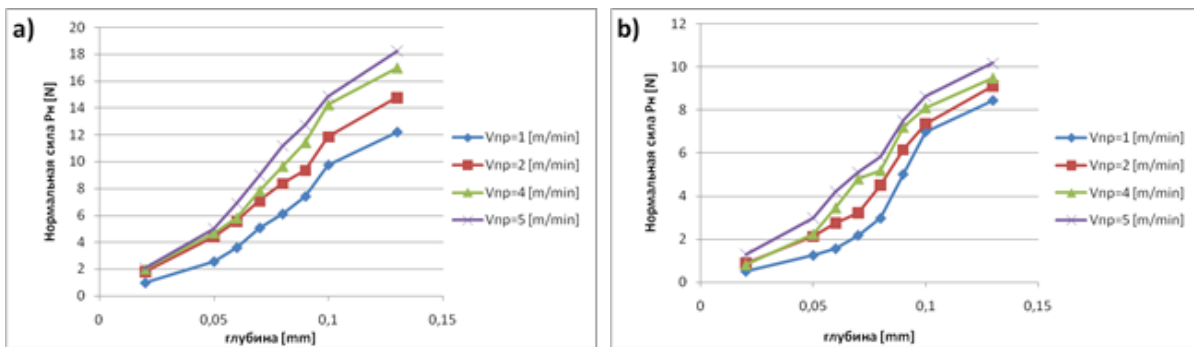 a)
Нормальная сила Рн [N]
20
18
16
14
12
10
8
6
4
2
0
0
0,05
0,1
0,15
глубина [mm]
Vпр=1 [m/min]
Vпр=2 [m/min]
Vпр=4 [m/min]
Vпр=5 [m/min]
b)
Нормальная сила Рн [N]
12
10
8
6
4
2
0
0
0,05
0,1
0,15
глубина [mm]
Vпр=1 [m/min]
Vпр=2 [m/min]
Vпр=4 [m/min]
Vпр=5 [m/min]